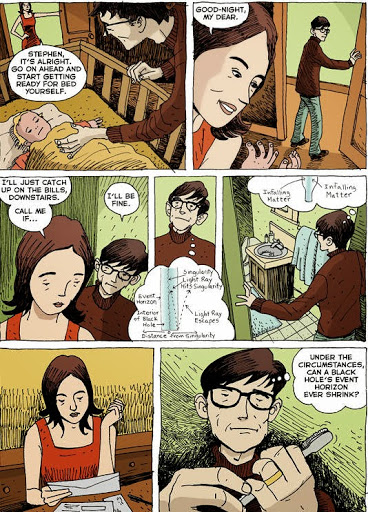 STEPHEN,
IT'S ALRIGHT.
GO ON AHEAD AND
START GETTING
READY FOR BED
YOURSELF.
GOOD-NIGHT,
MY DEAR.
I'LL JUST CATCH
UP ON THE BILLS,
DOWNSTAIRS.
CALL ME
IF...
I'LL BE
FINE.
Singularity
Light Ray
Hits Singularity
Event
Horizon
Interior
of Black
Hole
Light Ray
Escapes
Distance from Singularity
Infalling
Matter
Infalling
Matter
UNDER THE
CIRCUMSTANCES,
CAN A BLACK
HOLE'S EVENT
HORIZON
EVER SHRINK?